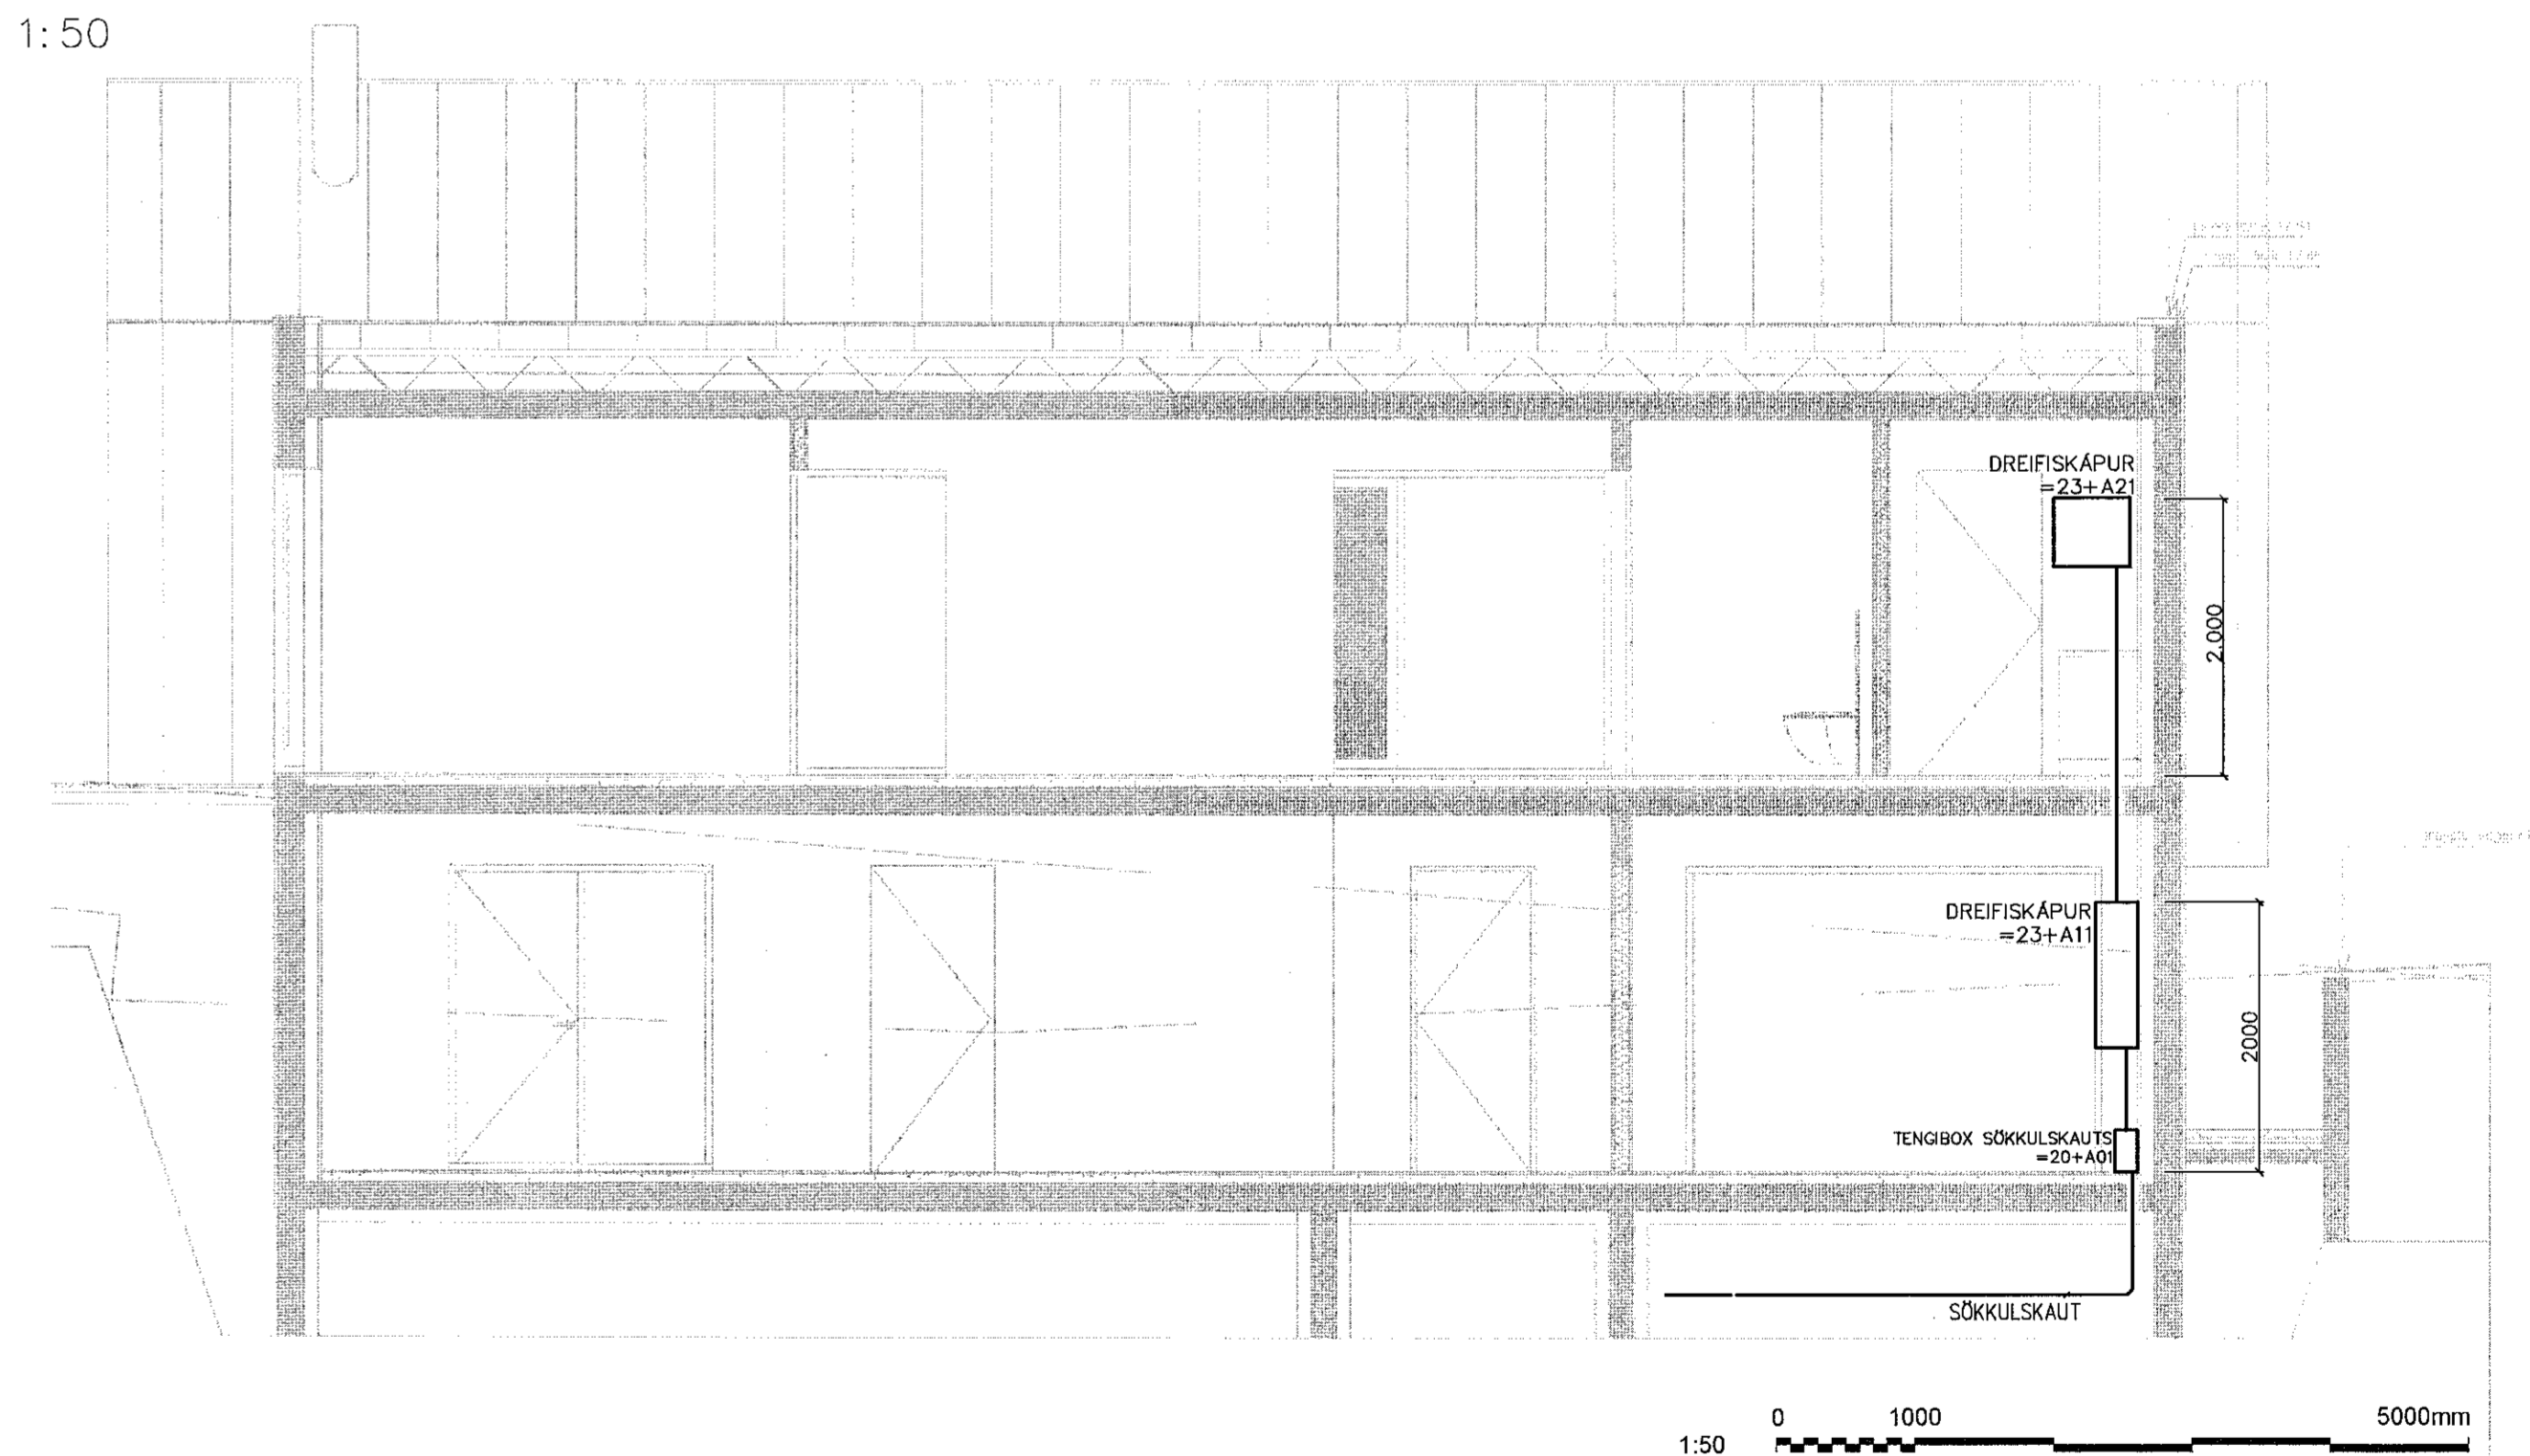 1:50
DREIFISKÁPUR
=23+A21
2.000
DREIFISKÁPUR
=23+A11
2000
TENGIBOX SÖKKULSKAUTS
=20+A01
SÖKKULSKAUT
0 1000 5000mm
1:50